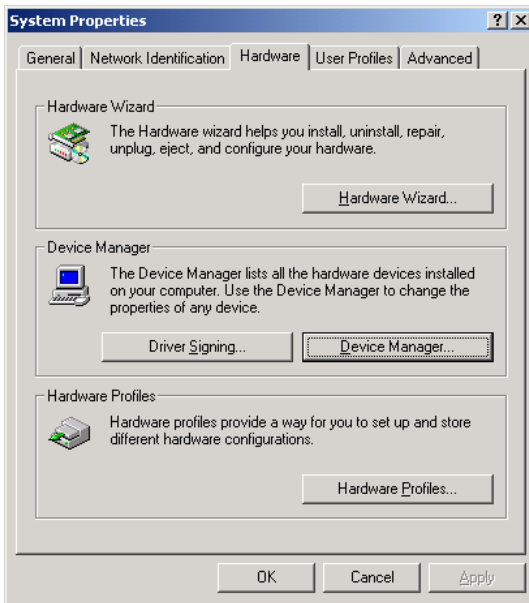 System Properties
General
Network Identification
Hardware
User Profiles
Advanced
Hardware Wizard
The Hardware wizard helps you install, uninstall, repair,
unplug, eject, and configure your hardware.
Hardware Wizard...
Device Manager
The Device Manager lists all the hardware devices installed
on your computer. Use the Device Manager to change the
properties of any device.
Driver Signing...
Device Manager...
Hardware Profiles
Hardware profiles provide a way for you to set up and store
different hardware configurations.
Hardware Profiles...
OK
Cancel
Apply